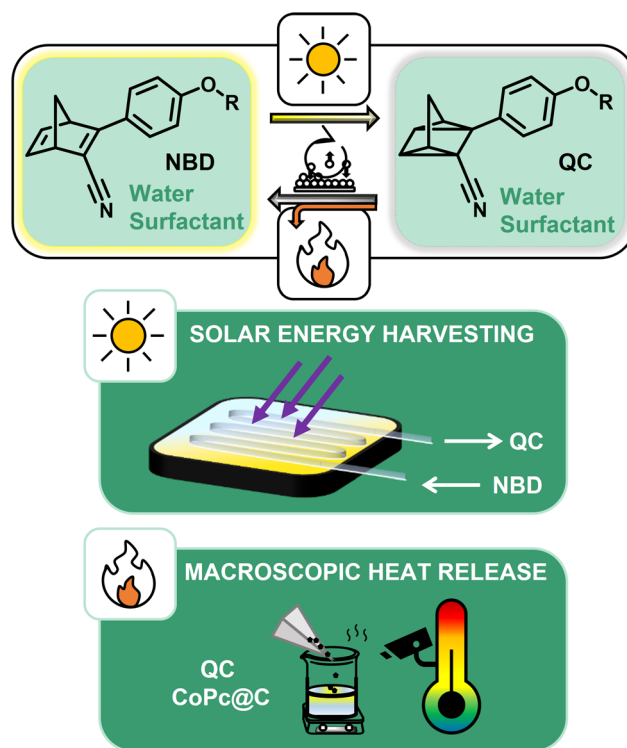 O
R
NBD
N
Water
Surfactant
O
R
QC
N
Water
Surfactant
SOLAR ENERGY HARVESTING
QC
NBD
MACROSCOPIC HEAT RELEASE
QC
CoPc@C